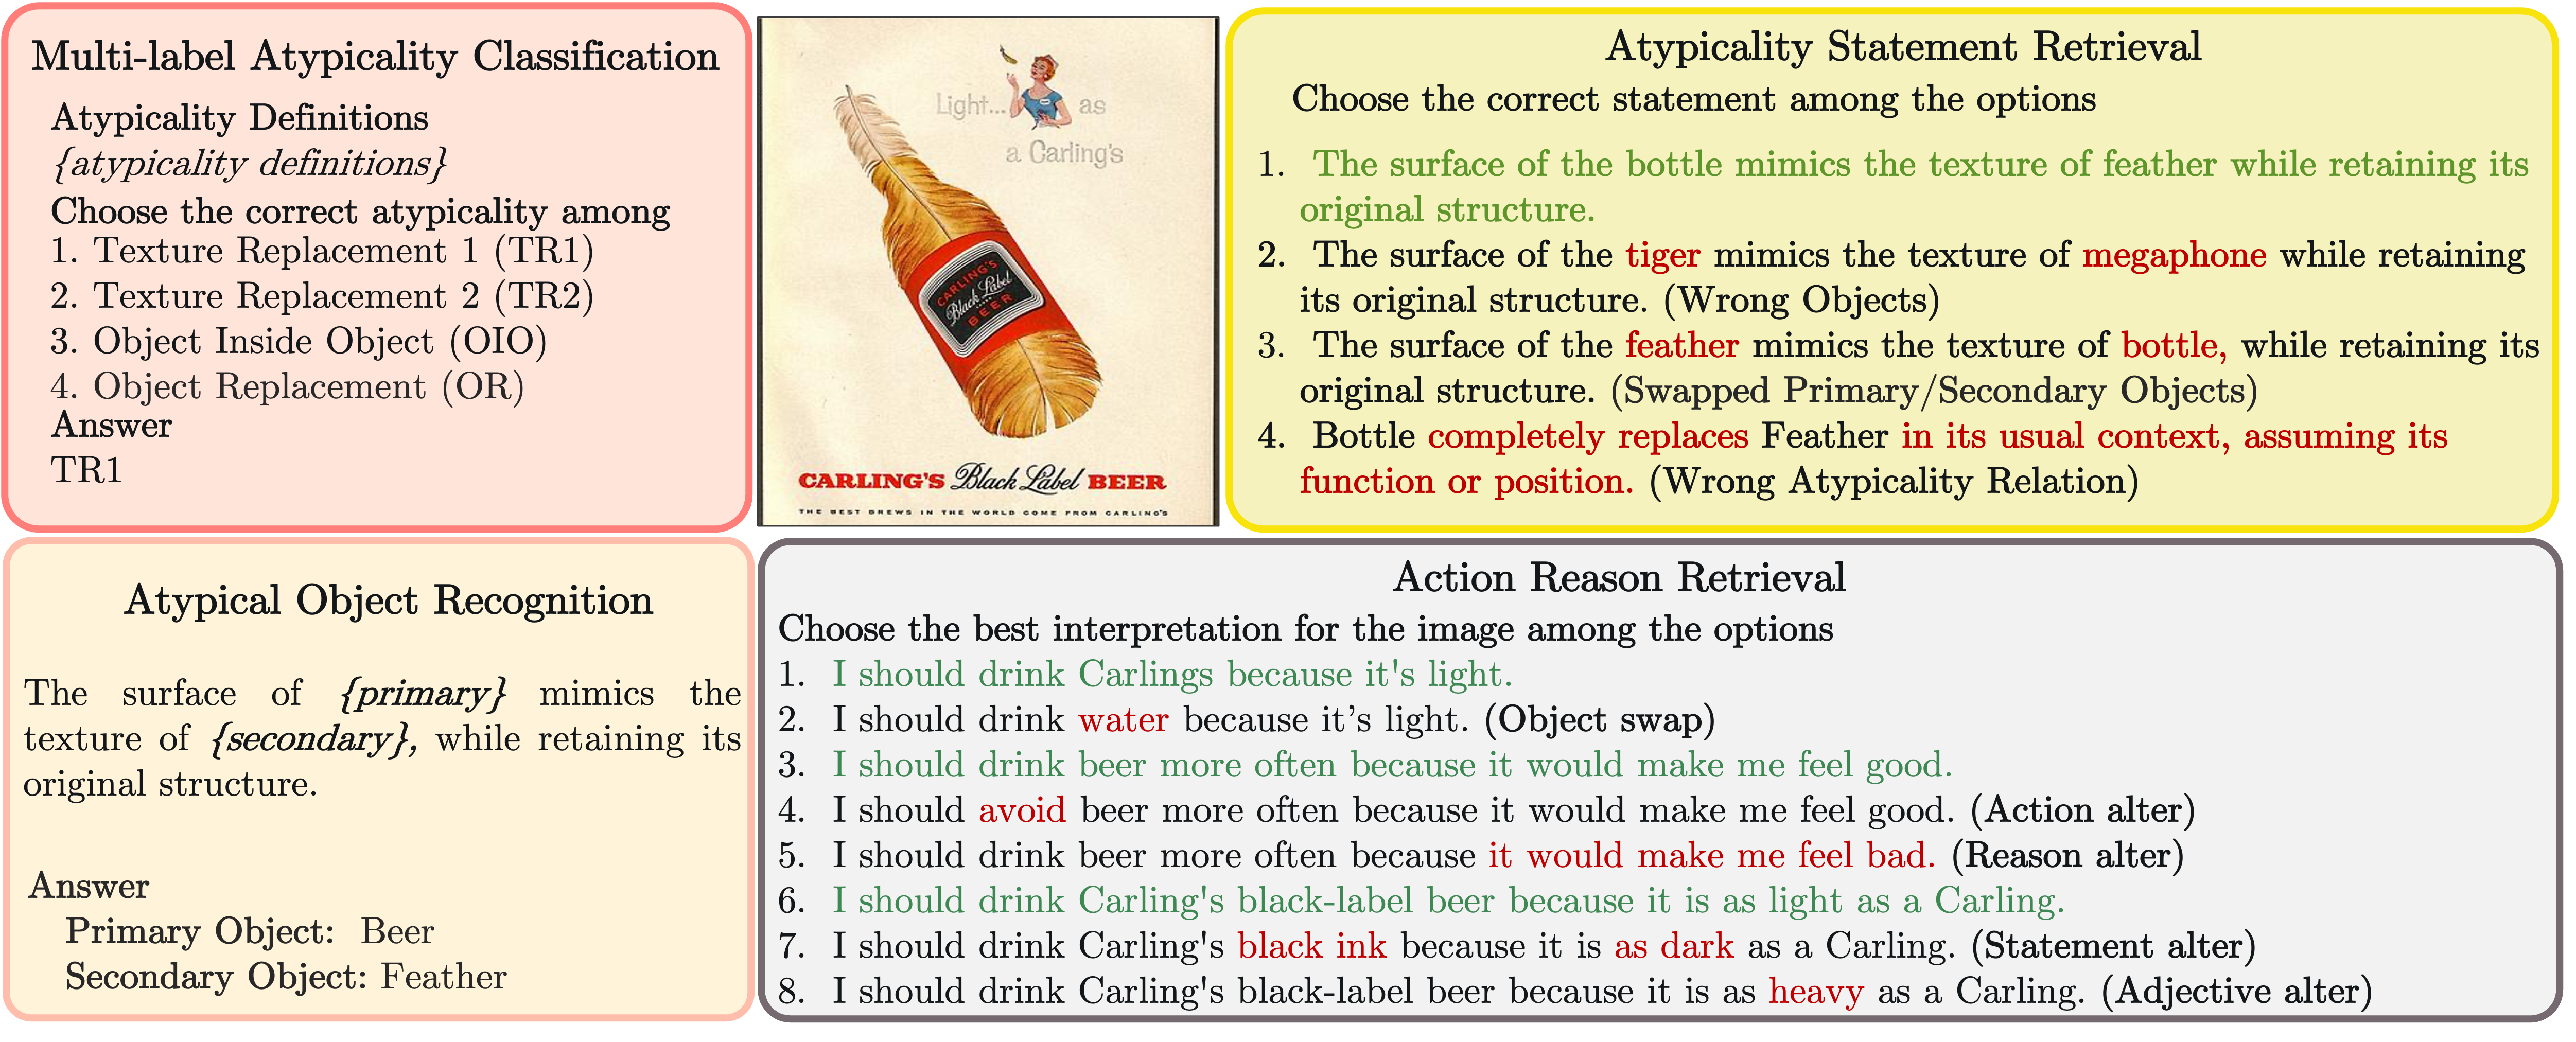 Multi-label Atypicality Classification
Atypicality Definitions
{atypicality definitions}
Choose the correct atypicality among
1. Texture Replacement 1 (TR1)
2. Texture Replacement 2 (TR2)
3. Object Inside Object (OIO)
4. Object Replacement (OR)
Answer
TR1
Light... as
a Carling's
CARLING'S
Black Label
BEER
CARLING'S Black Label BEER
THE BEST BREWS IN THE WORLD COME FROM CARLING'S
Atypicality Statement Retrieval
Choose the correct statement among the options
1. The surface of the bottle mimics the texture of feather while retaining its
original structure.
2. The surface of the tiger mimics the texture of megaphone while retaining
its original structure. (Wrong Objects)
3. The surface of the feather mimics the texture of bottle, while retaining its
original structure. (Swapped Primary/Secondary Objects)
4. Bottle completely replaces Feather in its usual context, assuming its
function or position. (Wrong Atypicality Relation)
Atypical Object Recognition
The surface of {primary} mimics the
texture of {secondary}, while retaining its
original structure.
Answer
Primary Object: Beer
Secondary Object: Feather
Action Reason Retrieval
Choose the best interpretation for the image among the options
1. I should drink Carlings because it's light.
2. I should drink water because it's light. (Object swap)
3. I should drink beer more often because it would make me feel good.
4. I should avoid beer more often because it would make me feel good. (Action alter)
5. I should drink beer more often because it would make me feel bad. (Reason alter)
6. I should drink Carling's black-label beer because it is as light as a Carling.
7. I should drink Carling's black ink because it is as dark as a Carling. (Statement alter)
8. I should drink Carling's black-label beer because it is as heavy as a Carling. (Adjective alter)